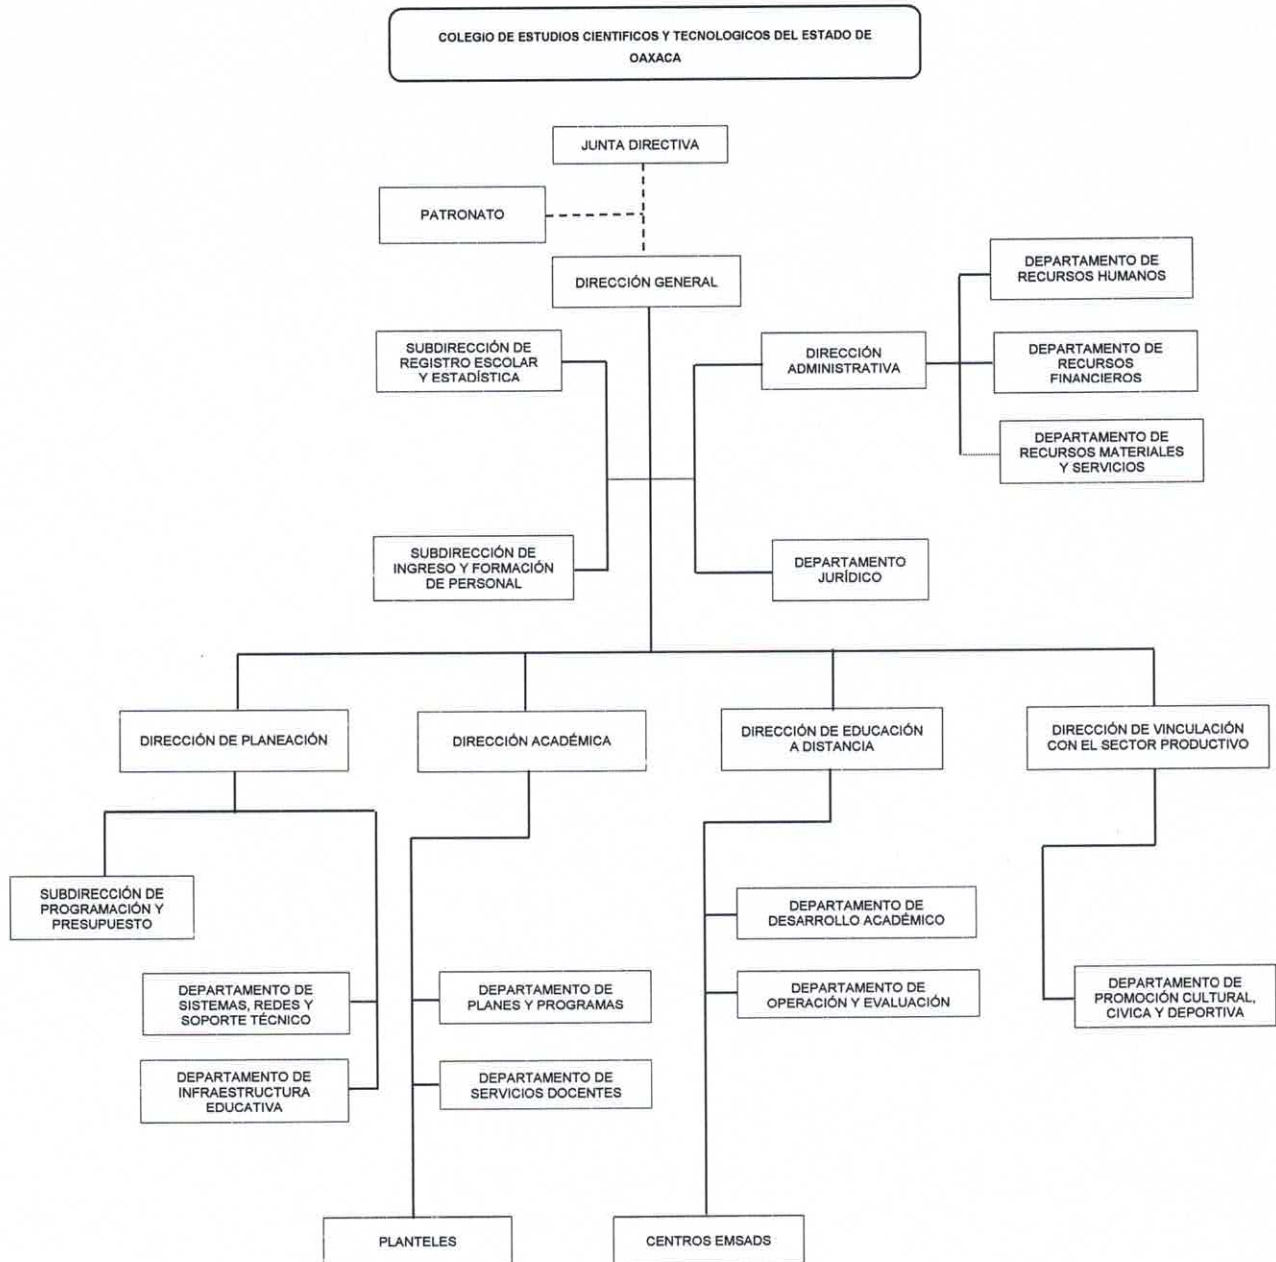 COLEGIO DE ESTUDIOS CIENTIFICOS Y TECNOLOGICOS DEL ESTADO DE
OAXACA
JUNTA DIRECTIVA
PATRONATO
DIRECCIÓN GENERAL
DEPARTAMENTO DE
RECURSOS HUMANOS
SUBDIRECCIÓN DE
REGISTRO ESCOLAR
Y ESTADÍSTICA
DIRECCIÓN
ADMINISTRATIVA
DEPARTAMENTO DE
RECURSOS
FINANCIEROS
DEPARTAMENTO DE
RECURSOS MATERIALES
Y SERVICIOS
SUBDIRECCIÓN DE
INGRESO Y FORMACIÓN
DE PERSONAL
DEPARTAMENTO
JURÍDICO
DIRECCIÓN DE PLANEACIÓN
DIRECCIÓN ACADÉMICA
DIRECCIÓN DE EDUCACIÓN
A DISTANCIA
DIRECCIÓN DE VINCULACIÓN
CON EL SECTOR PRODUCTIVO
SUBDIRECCIÓN DE
PROGRAMACIÓN Y
PRESUPUESTO
DEPARTAMENTO DE
DESARROLLO ACADÉMICO
DEPARTAMENTO DE
SISTEMAS, REDES Y
SOPORTE TÉCNICO
DEPARTAMENTO DE
PLANES Y PROGRAMAS
DEPARTAMENTO DE
OPERACIÓN Y EVALUACIÓN
DEPARTAMENTO DE
PROMOCIÓN CULTURAL,
CIVICA Y DEPORTIVA
DEPARTAMENTO DE
INFRAESTRUCTURA
EDUCATIVA
DEPARTAMENTO DE
SERVICIOS DOCENTES
PLANTELES
CENTROS EMSADS